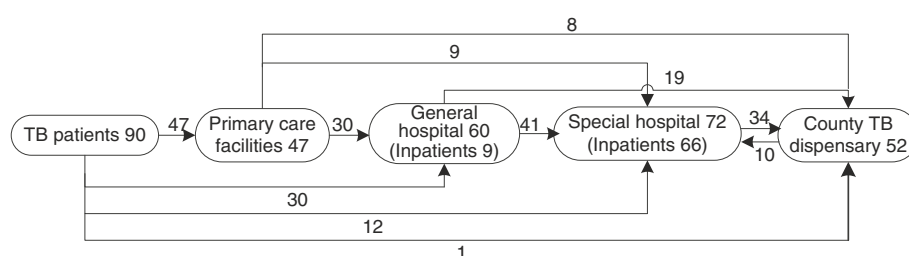 8
9
19
TB patients 90
47
Primary care
facilities 47
30
General
hospital 60
(Inpatients 9)
41
Special hospital 72
(Inpatients 66)
34
10
County TB
dispensary 52
30
12
1